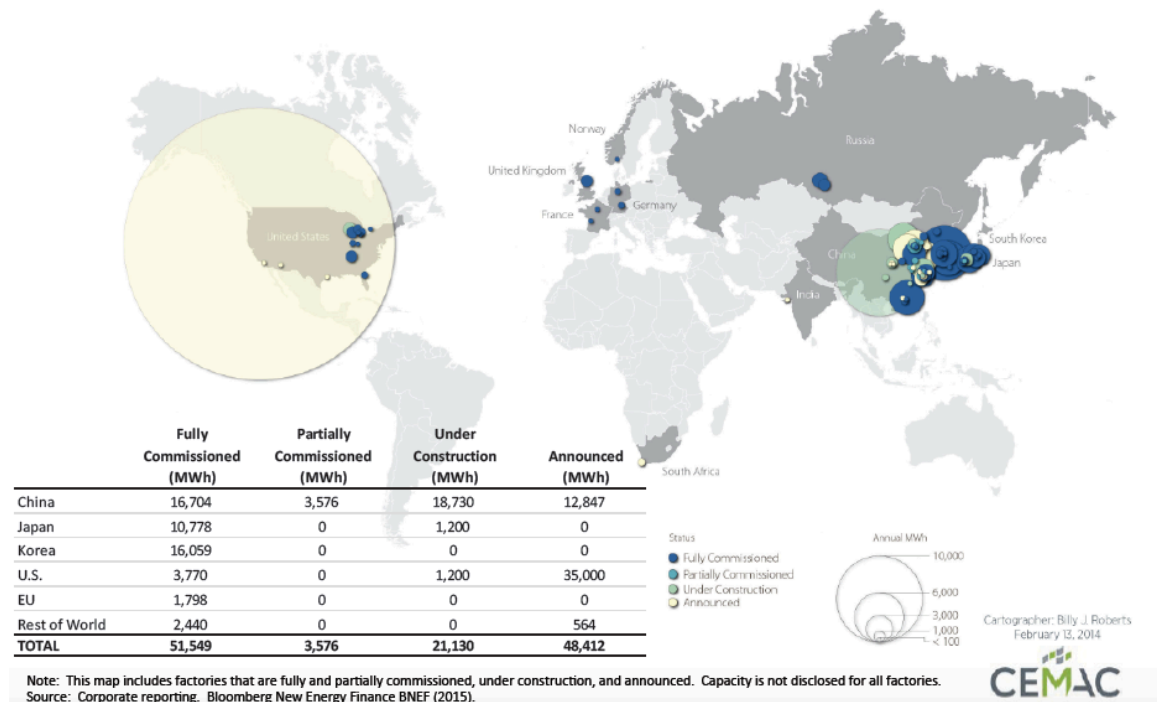 Norway
Russia
United Kingdom
Germany
France
United States
South Korea
China
Japan
India
South Africa
Fully Commissioned (MWh) Partially Commissioned (MWh) Under Construction (MWh) Announced (MWh)
China 16,704 3,576 18,730 12,847
Japan 10,778 0 1,200 0
Korea 16,059 0 0 0
U.S. 3,770 0 1,200 35,000
EU 1,798 0 0 0
Rest of World 2,440 0 0 564
TOTAL 51,549 3,576 21,130 48,412
Status
Fully Commissioned
Partially Commissioned
Under Construction
Announced
Annual MWh
10,000
6,000
3,000
1,000
< 100
Cartographer: Billy J. Roberts
February 13, 2014
CEMAC
Note: This map includes factories that are fully and partially commissioned, under construction, and announced. Capacity is not disclosed for all factories.
Source: Corporate reporting. Bloomberg New Energy Finance BNEF (2015).